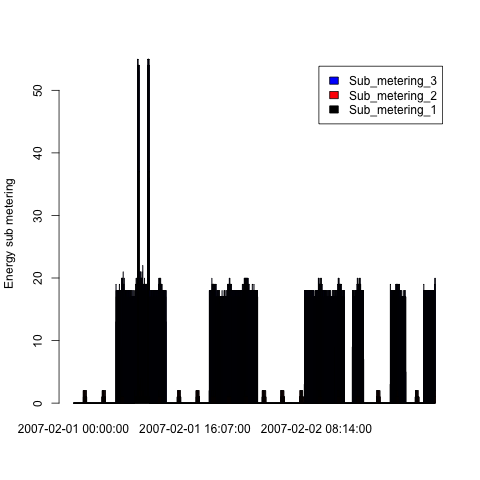 Energy sub metering
50
40
30
20
10
0
Sub_metering_3
Sub_metering_2
Sub_metering_1
2007-02-01 00:00:00 2007-02-01 16:07:00 2007-02-02 08:14:00